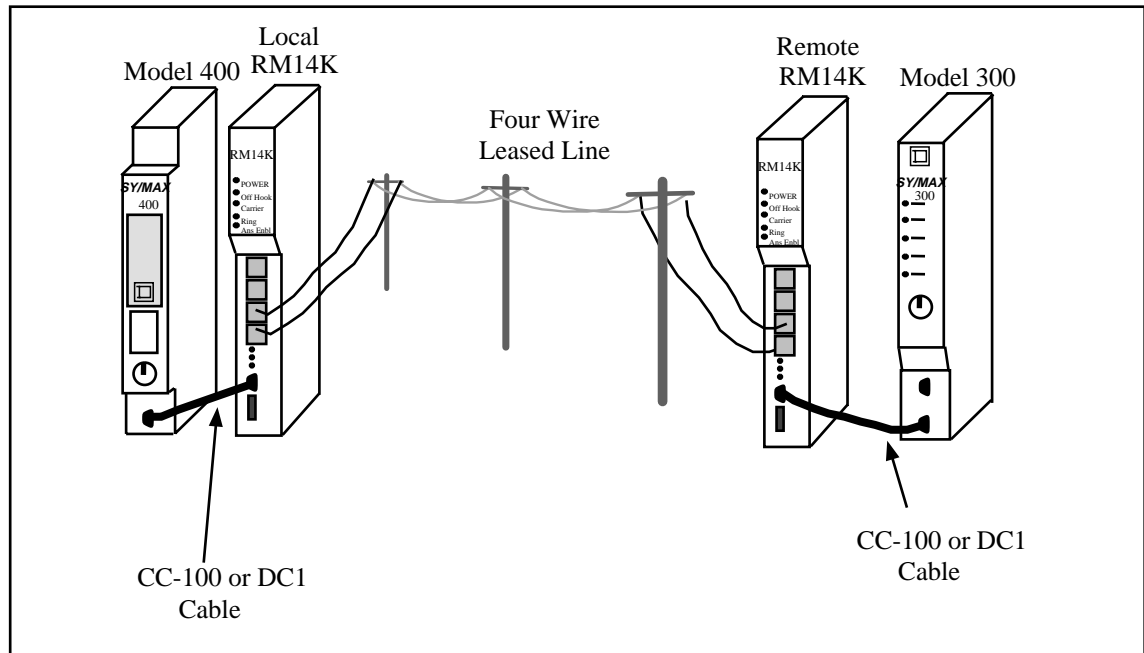 Local
RM14K
Model 400
Remote
RM14K
Model 300
Four Wire
Leased Line
RM14K
POWER
Off Hook
Carrier
Ring
Ans Enbl
SY/MAX
400
RM14K
POWER
Off Hook
Carrier
Ring
Ans Enbl
SY/MAX
300
CC-100 or DC1
Cable
CC-100 or DC1
Cable